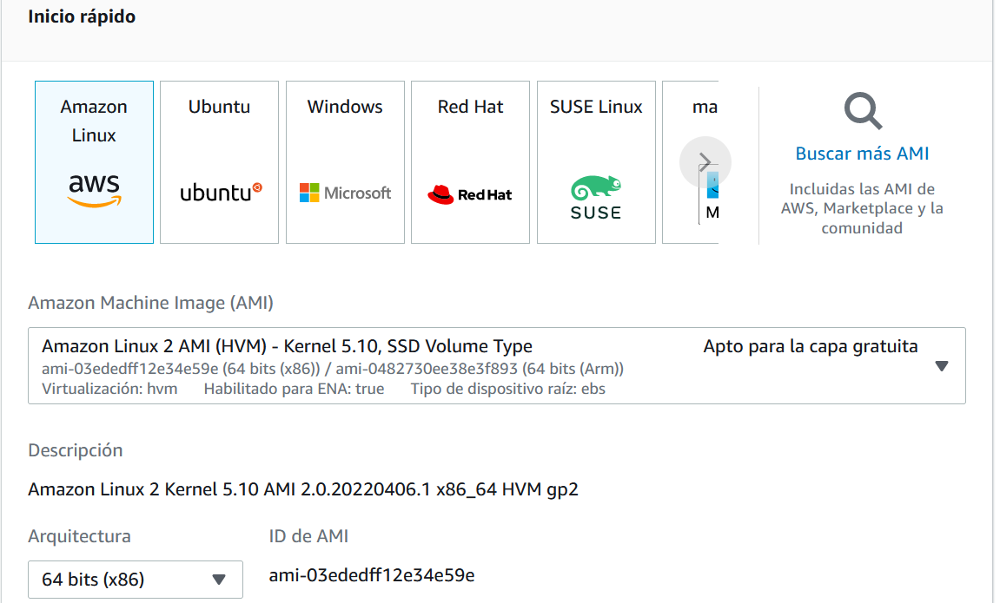 Inicio rápido
Amazon
Linux
aws
Ubuntu
ubuntu
Windows
Microsoft
Red Hat
Red Hat
SUSE Linux
SUSE
ma
M
Buscar más AMI
Incluidas las AMI de
AWS, Marketplace y la
comunidad
Amazon Machine Image (AMI)
Amazon Linux 2 AMI (HVM) - Kernel 5.10, SSD Volume Type
Apto para la capa gratuita
ami-03ededff12e34e59e (64 bits (x86)) / ami-0482730ee38e3f893 (64 bits (Arm))
Virtualización: hvm Habilitado para ENA: true Tipo de dispositivo raíz: ebs
Descripción
Amazon Linux 2 Kernel 5.10 AMI 2.0.20220406.1 x86_64 HVM gp2
Arquitectura
64 bits (x86)
ID de AMI
ami-03ededff12e34e59e